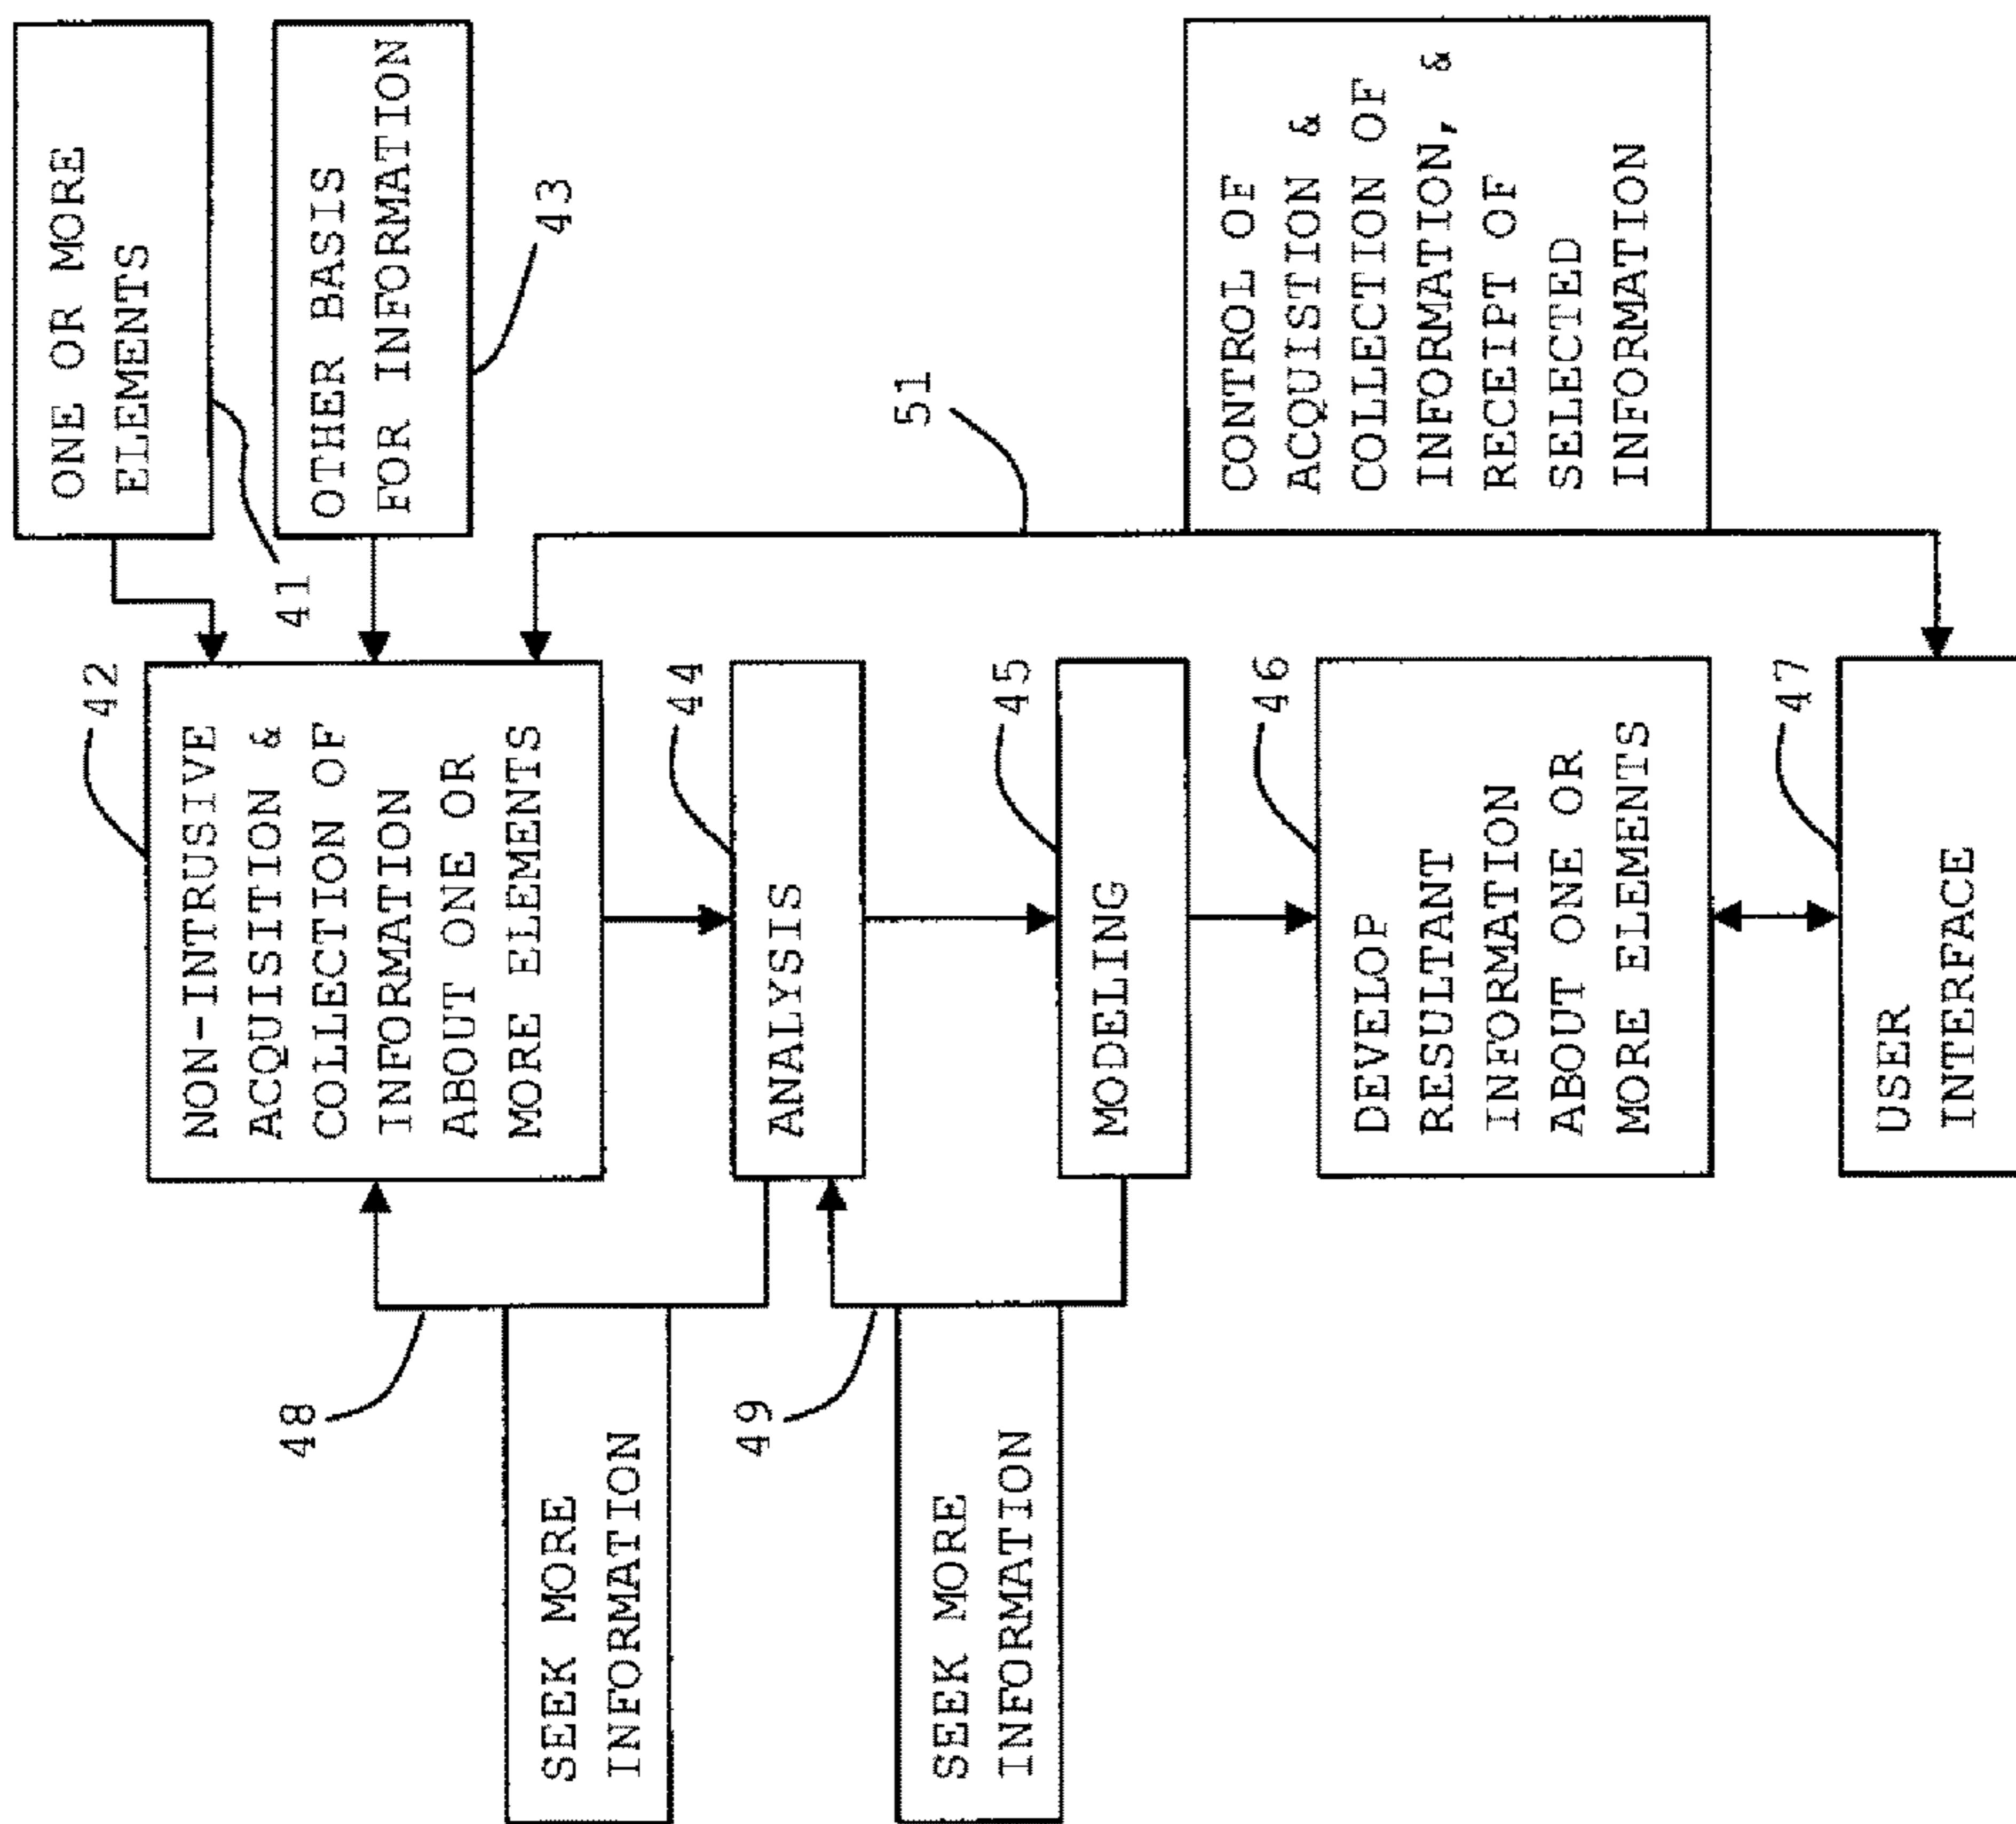 ONE OR MORE
ELEMENTS
41
OTHER BASIS
FOR INFORMATION
43
42
NON-INTRUSIVE
ACQUISITION &
COLLECTION OF
INFORMATION
ABOUT ONE OR
MORE ELEMENTS
48
SEEK MORE
INFORMATION
44
ANALYSIS
49
SEEK MORE
INFORMATION
45
MODELING
51
CONTROL OF
ACQUISTION &
COLLECTION OF
INFORMATION, &
RECEIPT OF
SELECTED
INFORMATION
46
DEVELOP
RESULTANT
INFORMATION
ABOUT ONE OR
MORE ELEMENTS
47
USER
INTERFACE